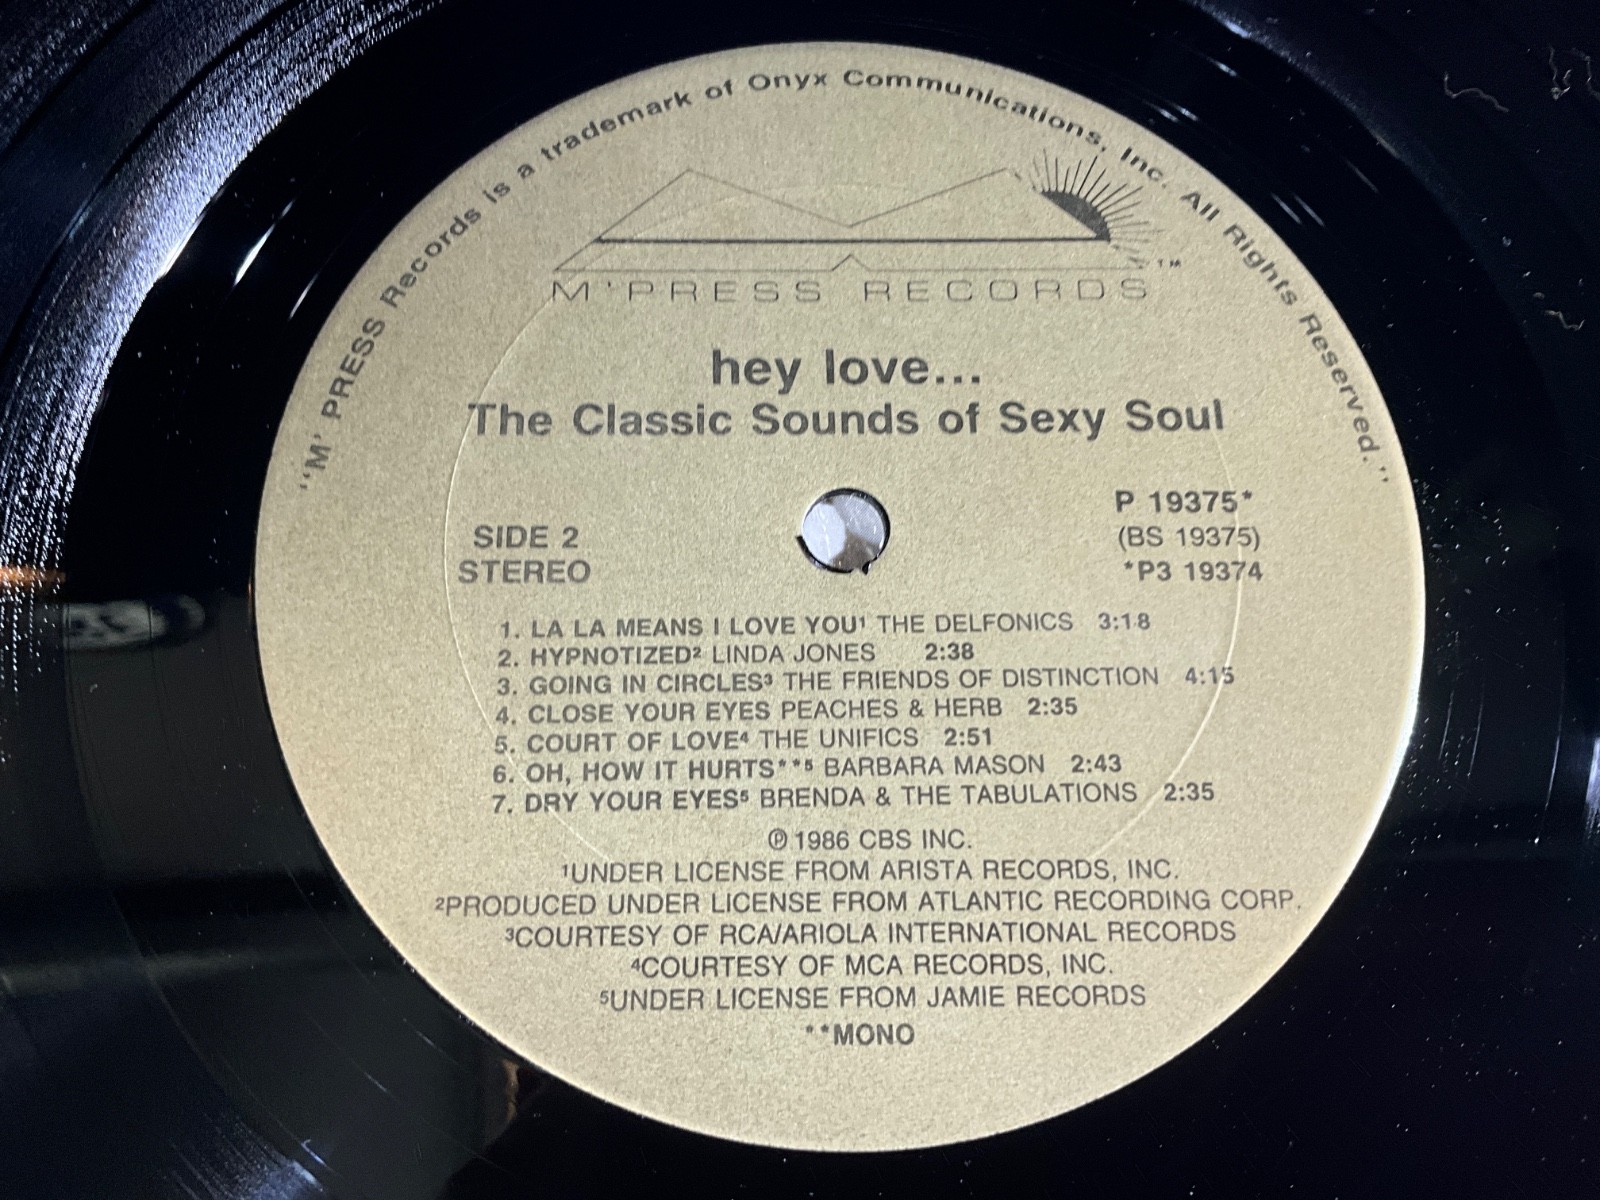 "M' PRESS Records is a trademark of Onyx Communications, Inc. All Rights Reserved."
TM
M'PRESS RECORDS
hey love...
The Classic Sounds of Sexy Soul
SIDE 2
STEREO
P 19375*
(BS 19375)
*P3 19374
1. LA LA MEANS I LOVE YOU¹ THE DELFONICS 3:18
2. HYPNOTIZED² LINDA JONES 2:38
3. GOING IN CIRCLES³ THE FRIENDS OF DISTINCTION 4:15
4. CLOSE YOUR EYES PEACHES & HERB 2:35
5. COURT OF LOVE⁴ THE UNIFICS 2:51
6. OH, HOW IT HURTS**⁵ BARBARA MASON 2:43
7. DRY YOUR EYES⁵ BRENDA & THE TABULATIONS 2:35
℗ 1986 CBS INC.
¹UNDER LICENSE FROM ARISTA RECORDS, INC.
²PRODUCED UNDER LICENSE FROM ATLANTIC RECORDING CORP.
³COURTESY OF RCA/ARIOLA INTERNATIONAL RECORDS
⁴COURTESY OF MCA RECORDS, INC.
⁵UNDER LICENSE FROM JAMIE RECORDS
**MONO